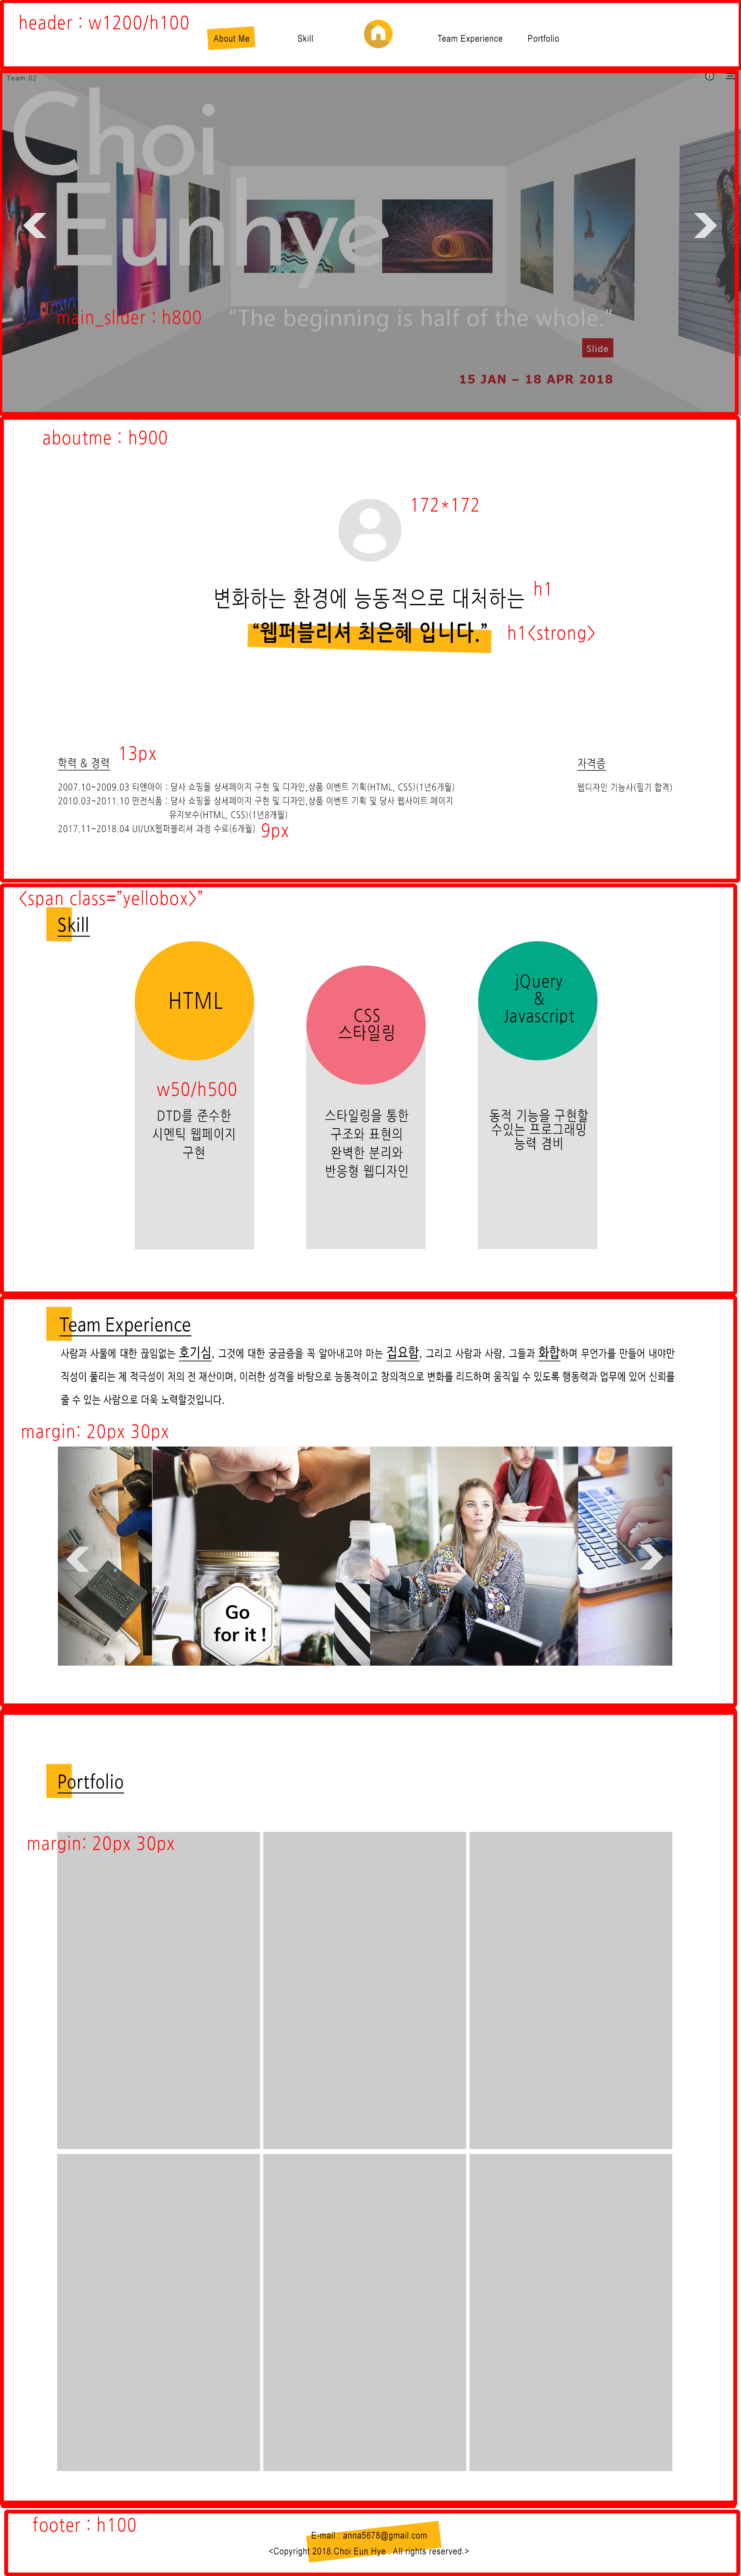 header : w1200/h100
About Me
Skill
Team Experience
Portfolio
Team 02
Choi
Eunhye
main_slider : h800
“The beginning is half of the whole.”
Slide
15 JAN – 18 APR 2018
aboutme : h900
172*172
변화하는 환경에 능동적으로 대처하는
h1
“웹퍼블리셔 최은혜 입니다.”
h1<strong>
학력 & 경력
13px
2007.10~2009.03 티앤아이 : 당사 쇼핑몰 상세페이지 구현 및 디자인,상품 이벤트 기획(HTML, CSS)(1년6개월)
2010.03~2011.10 만전식품 : 당사 쇼핑몰 상세페이지 구현 및 디자인,상품 이벤트 기획 및 당사 웹사이트 페이지
유지보수(HTML, CSS)(1년8개월)
2017.11~2018.04 UI/UX웹퍼블리셔 과정 수료(6개월)
9px
자격증
웹디자인 기능사(필기 합격)
<span class=”yellobox>”
Skill
HTML
w50/h500
DTD를 준수한
시멘틱 웹페이지
구현
CSS
스타일링
스타일링을 통한
구조와 표현의
완벽한 분리와
반응형 웹디자인
jQuery
&
Javascript
동적 기능을 구현할
수있는 프로그래밍
능력 겸비
Team Experience
사람과 사물에 대한 끊임없는 호기심, 그것에 대한 궁금증을 꼭 알아내고야 마는 집요함, 그리고 사람과 사람, 그들과 화합하며 무언가를 만들어 내야만
직성이 풀리는 제 적극성이 저의 전 재산이며, 이러한 성격을 바탕으로 능동적이고 창의적으로 변화를 리드하며 움직일 수 있도록 행동력과 업무에 있어 신뢰를
줄 수 있는 사람으로 더욱 노력할것입니다.
margin: 20px 30px
Go
for it !
Portfolio
margin: 20px 30px
footer : h100
E-mail : anna5678@gmail.com
<Copyright 2018.Choi Eun Hye . All rights reserved.>